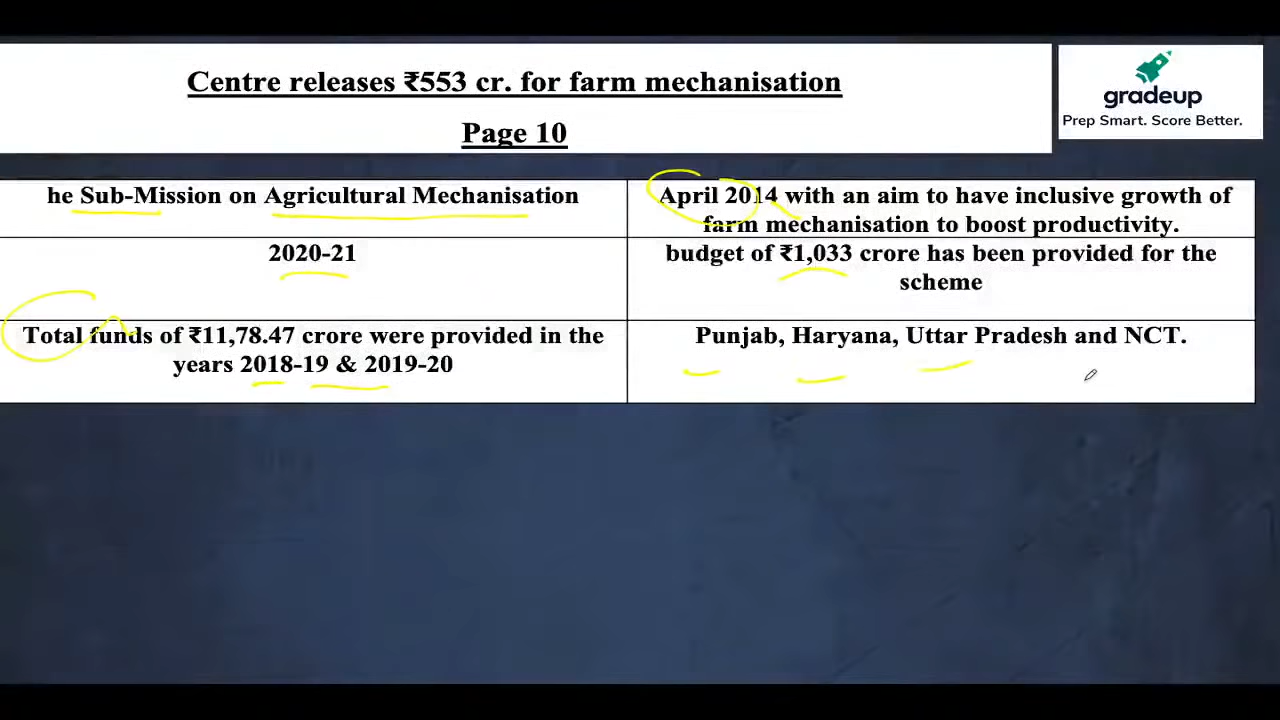 Centre releases ₹553 cr. for farm mechanisation
Page 10
gradeup
Prep Smart. Score Better.
he Sub-Mission on Agricultural Mechanisation
April 2014 with an aim to have inclusive growth of
farm mechanisation to boost productivity.
2020-21
budget of ₹1,033 crore has been provided for the
scheme
Total funds of ₹11,78.47 crore were provided in the
years 2018-19 & 2019-20
Punjab, Haryana, Uttar Pradesh and NCT.